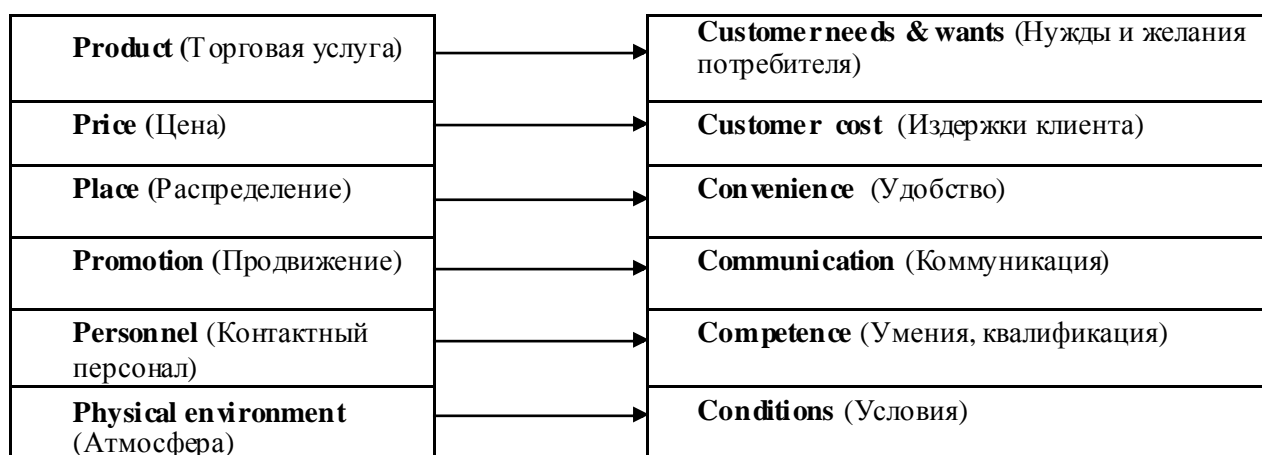 Product (Торговая услуга)
Customer needs & wants (Нужды и желания
потребителя)
Price (Цена)
Customer cost (Издержки клиента)
Place (Распределение)
Convenience (Удобство)
Promotion (Продвижение)
Communication (Коммуникация)
Personnel (Контактный
персонал)
Competence (Умения, квалификация)
Physical environment
(Атмосфера)
Conditions (Условия)